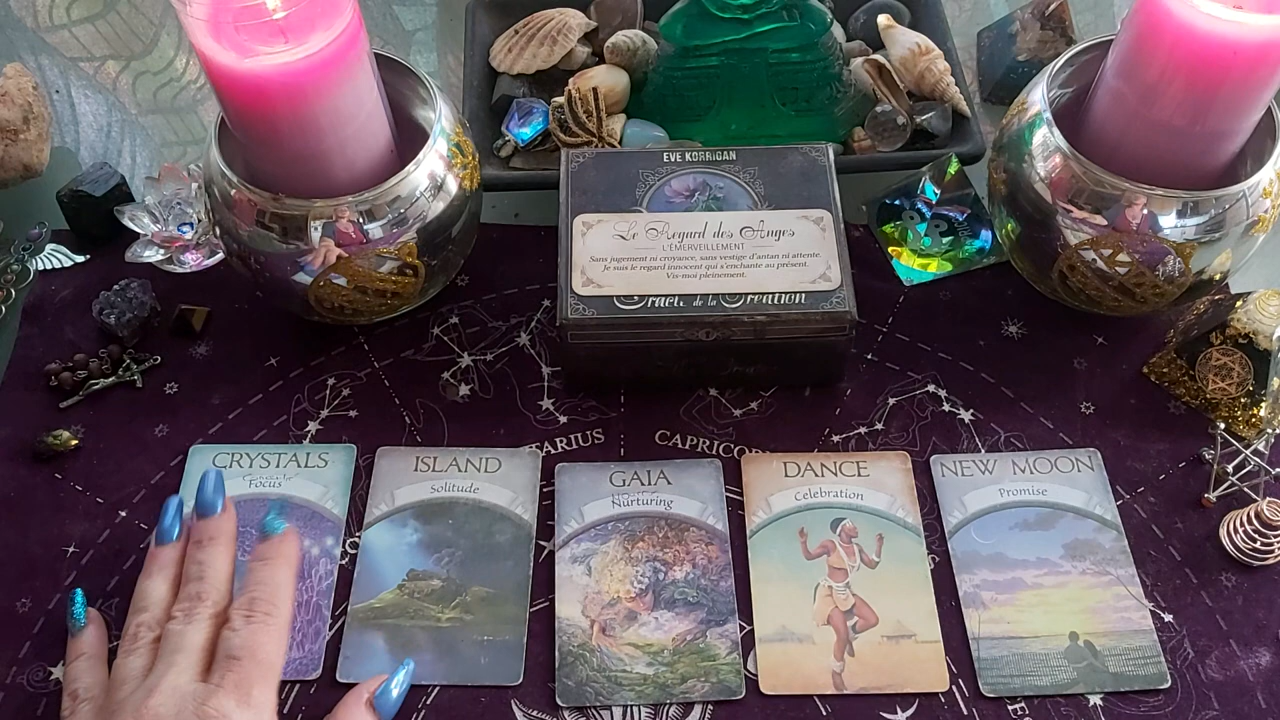 EVE KORRIGAN
Le Regard des Anges
L'ÉMERVEILLEMENT
Sans jugement ni croyance, sans vestige d'antan ni attente.
Je suis le regard innocent qui s'enchante au présent.
Vis-moi pleinement.
Oracle de la Création
TARIUS
CAPRICO
CRYSTALS
Focus
ISLAND
Solitude
GAIA
Nurturing
DANCE
Celebration
NEW MOON
Promise